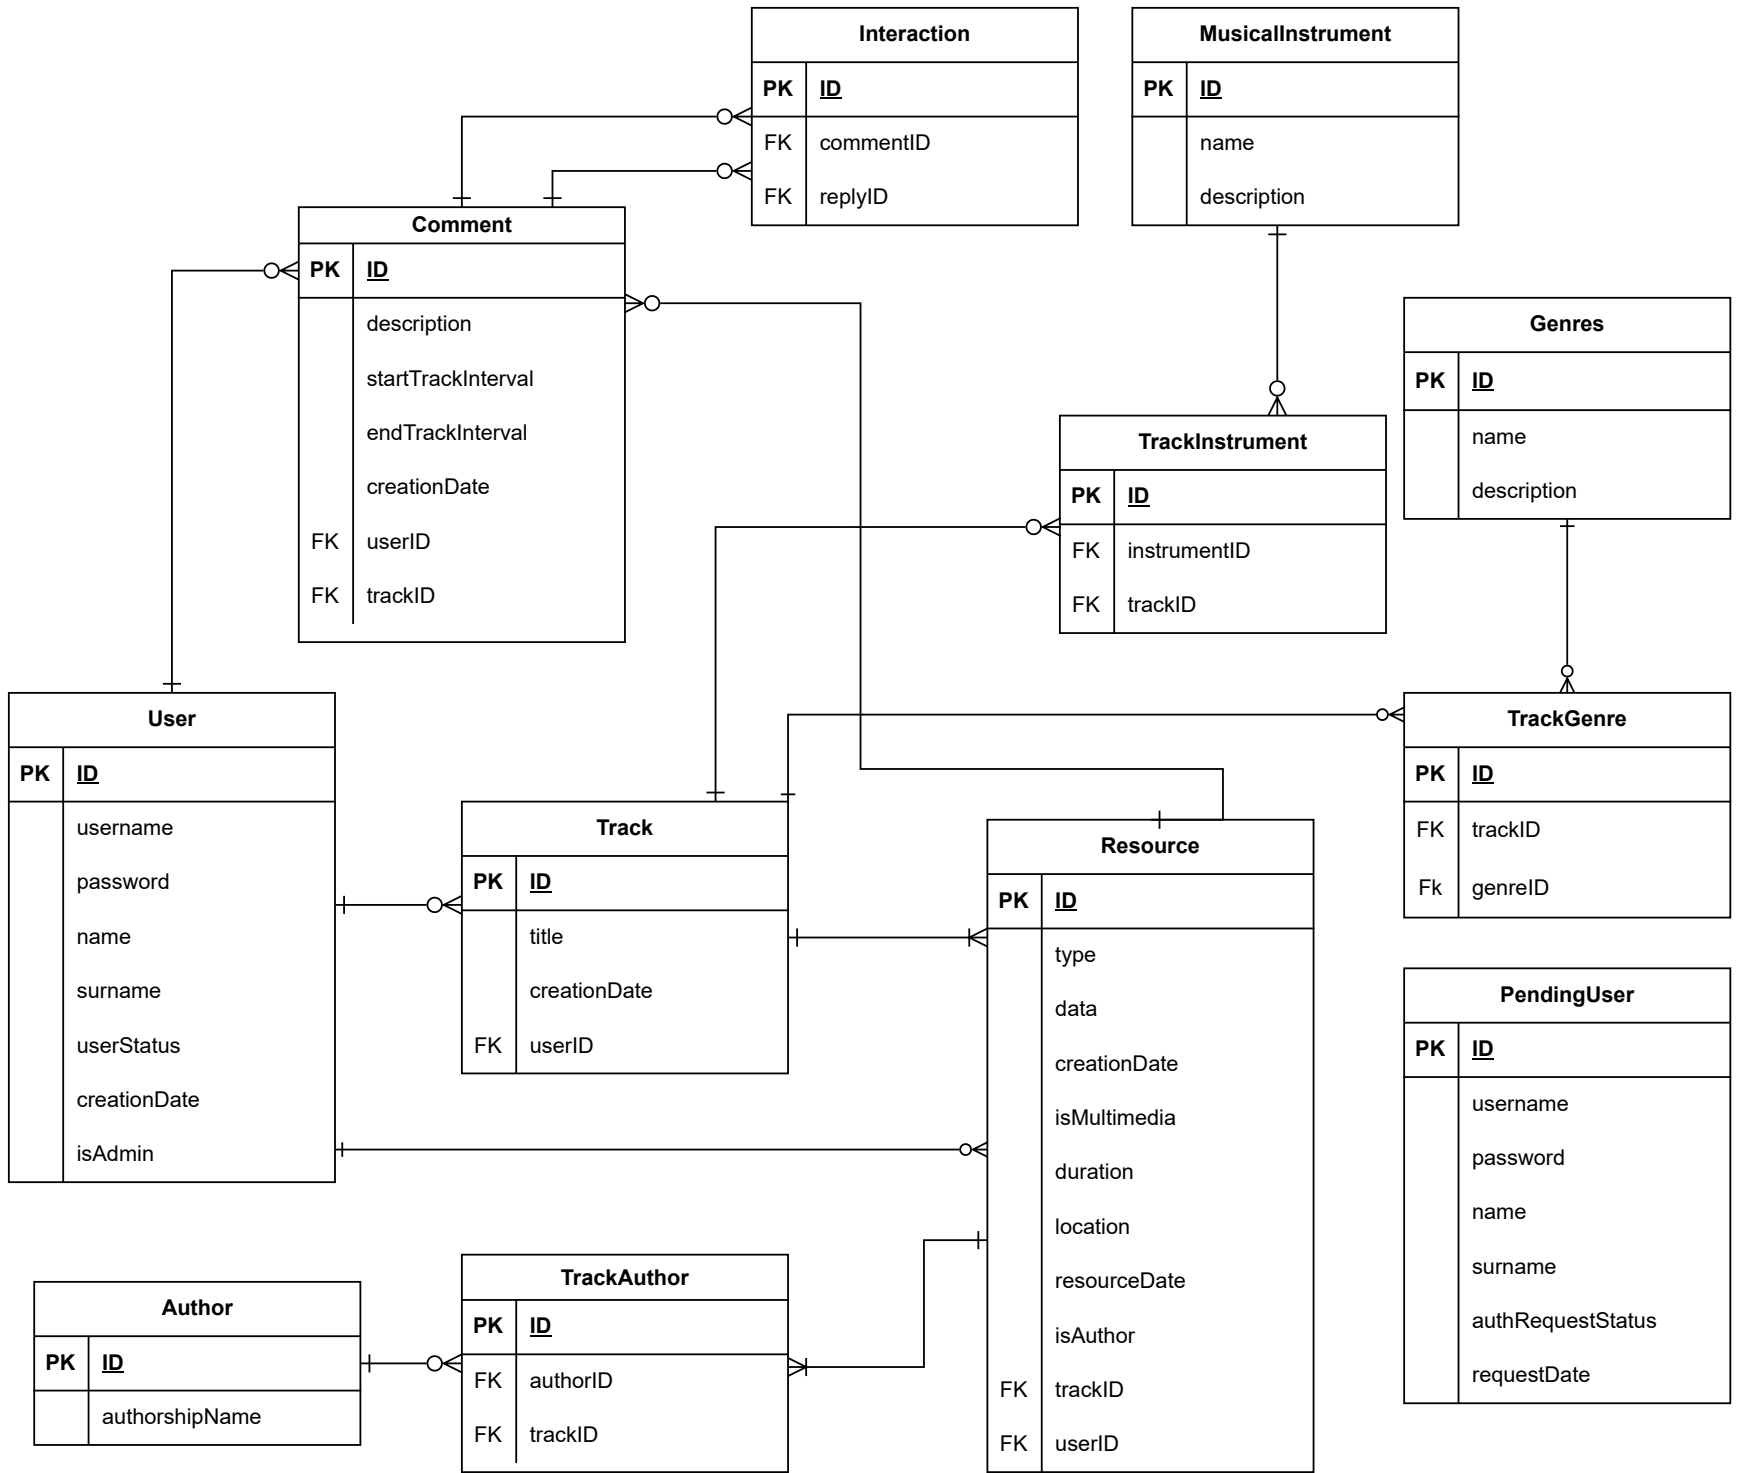 Interaction
PK ID
FK commentID
FK replyID
MusicalInstrument
PK ID
name
description
Comment
PK ID
description
startTrackInterval
endTrackInterval
creationDate
FK userID
FK trackID
Genres
PK ID
name
description
TrackInstrument
PK ID
FK instrumentID
FK trackID
User
PK ID
username
password
name
surname
userStatus
creationDate
isAdmin
Track
PK ID
title
creationDate
FK userID
Resource
PK ID
type
data
creationDate
isMultimedia
duration
location
resourceDate
isAuthor
FK trackID
FK userID
TrackGenre
PK ID
FK trackID
Fk genreID
PendingUser
PK ID
username
password
name
surname
authRequestStatus
requestDate
Author
PK ID
authorshipName
TrackAuthor
PK ID
FK authorID
FK trackID